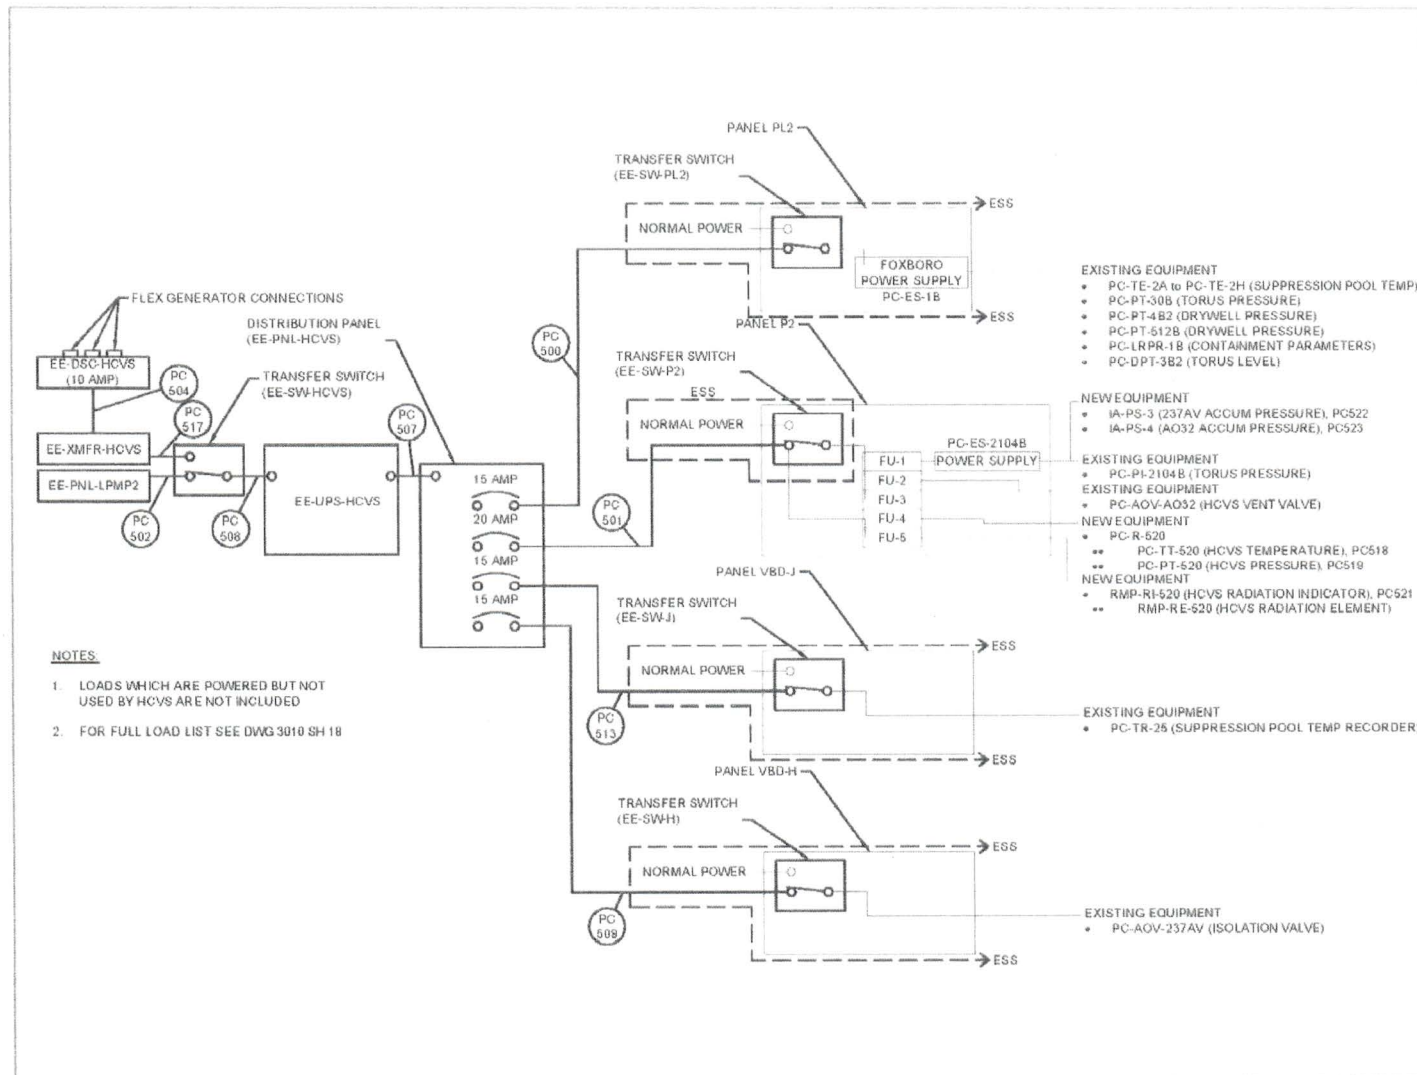 PANEL PL2
TRANSFER SWITCH
(EE-SW-PL2)
ESS
NORMAL POWER
FOXBORO
POWER SUPPLY
PC-ES-1B
ESS
EXISTING EQUIPMENT
• PC-TE-2A to PC-TE-2H (SUPPRESSION POOL TEMP)
• PC-PT-30B (TORUS PRESSURE)
• PC-PT-4B2 (DRYWELL PRESSURE)
• PC-PT-512B (DRYWELL PRESSURE)
• PC-LRPR-1B (CONTAINMENT PARAMETERS)
• PC-DPT-3B2 (TORUS LEVEL)
FLEX GENERATOR CONNECTIONS
EE-DSC-HCVS
(10 AMP)
PC
504
PC
517
TRANSFER SWITCH
(EE-SW-HCVS)
EE-XMFR-HCVS
EE-PNL-LPMP2
PC
502
PC
508
EE-UPS-HCVS
PC
507
DISTRIBUTION PANEL
(EE-PNL-HCVS)
15 AMP
20 AMP
15 AMP
15 AMP
PC
500
PC
501
PANEL P2
TRANSFER SWITCH
(EE-SW-P2)
ESS
NORMAL POWER
FU-1
FU-2
FU-3
FU-4
FU-5
PC-ES-2104B
POWER SUPPLY
NEW EQUIPMENT
• IA-PS-3 (237AV ACCUM PRESSURE), PC522
• IA-PS-4 (AO32 ACCUM PRESSURE), PC523
EXISTING EQUIPMENT
• PC-PI-2104B (TORUS PRESSURE)
EXISTING EQUIPMENT
• PC-AOV-AO32 (HCVS VENT VALVE)
NEW EQUIPMENT
• PC-R-520
•• PC-TT-520 (HCVS TEMPERATURE), PC518
•• PC-PT-520 (HCVS PRESSURE), PC519
NEW EQUIPMENT
• RMP-RI-520 (HCVS RADIATION INDICATOR), PC521
•• RMP-RE-520 (HCVS RADIATION ELEMENT)
PANEL VBD-J
TRANSFER SWITCH
(EE-SW-J)
ESS
NORMAL POWER
PC
513
ESS
EXISTING EQUIPMENT
• PC-TR-25 (SUPPRESSION POOL TEMP RECORDER
PANEL VBD-H
TRANSFER SWITCH
(EE-SW-H)
ESS
NORMAL POWER
PC
509
ESS
EXISTING EQUIPMENT
• PC-AOV-237AV (ISOLATION VALVE)
NOTES:
1. LOADS WHICH ARE POWERED BUT NOT
USED BY HCVS ARE NOT INCLUDED
2. FOR FULL LOAD LIST SEE DWG 3010 SH 18